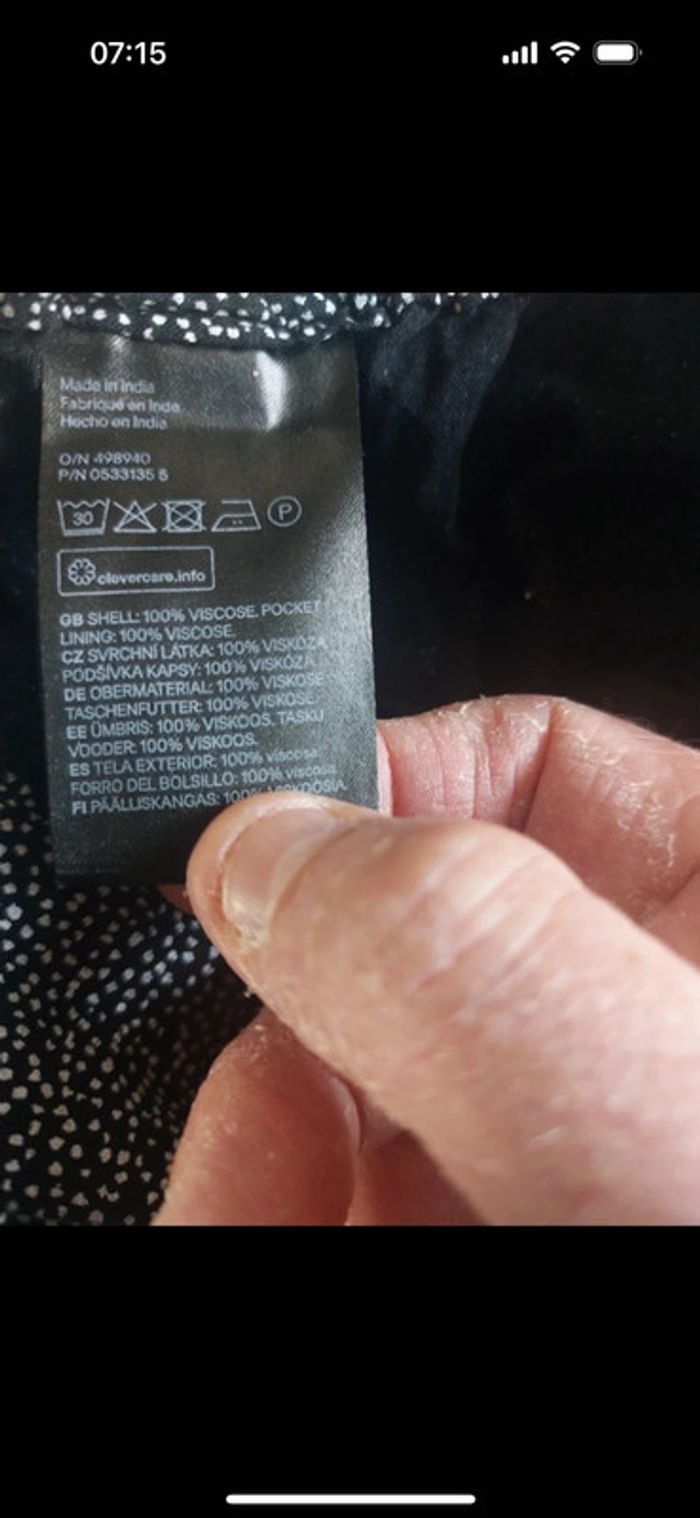 07:15
Made in India
Fabriqué en Inde
Hecho en India
O/N 498940
P/N 0533135 S
30
P
clevercare.info
GB SHELL: 100% VISCOSE. POCKET
LINING: 100% VISCOSE.
CZ SVRCHNÍ LÁTKA: 100% VISKÓZA.
PODŠÍVKA KAPSY: 100% VISKÓZA.
DE OBERMATERIAL: 100% VISKOSE.
TASCHENFUTTER: 100% VISKOSE.
EE ÜMBRIS: 100% VISKOOS. TASKU
VOODER: 100% VISKOOS.
ES TELA EXTERIOR: 100% viscosa.
FORRO DEL BOLSILLO: 100% viscosa.
FI PÄÄLLISKANGAS: 100% VISKOOSIA.